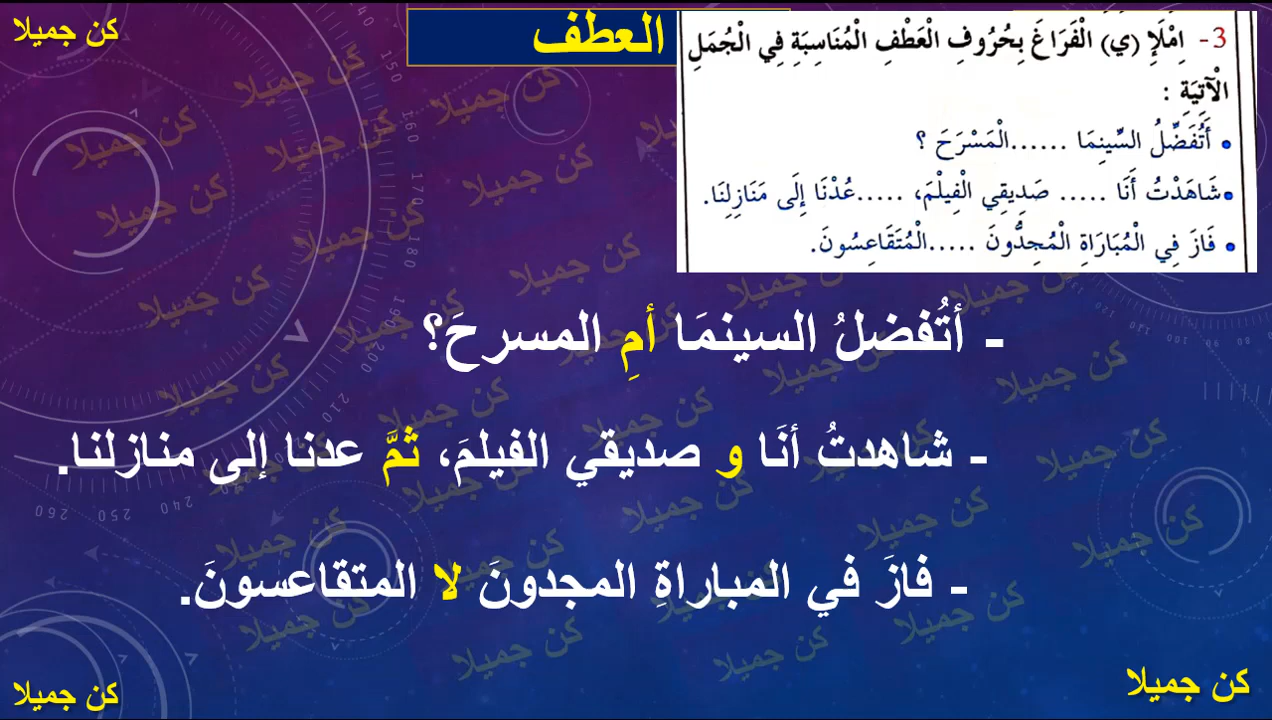 كن جميلا
العطف
3- اِمْلَإِ (ي) الْفَرَاغَ بِحُرُوفِ الْعَطْفِ الْمُنَاسِبَةِ فِي الْجُمَلِ
الْآتِيَةِ :
• أَتُفَضِّلُ السِّينِمَا ......الْمَسْرَحَ ؟
• شَاهَدْتُ أَنَا ..... صَدِيقِي الْفِيلْمَ، .....عُدْنَا إِلَى مَنَازِلِنَا.
• فَازَ فِي الْمُبَارَاةِ الْمُجِدُّونَ .....الْمُتَقَاعِسُونَ.
- أتُفضلُ السينمَا أمِ المسرحَ؟
- شاهدتُ أنَا و صديقي الفيلمَ، ثمَّ عدنا إلى منازلنا.
- فازَ في المباراةِ المجدونَ لا المتقاعسونَ.
كن جميلا
كن جميلا